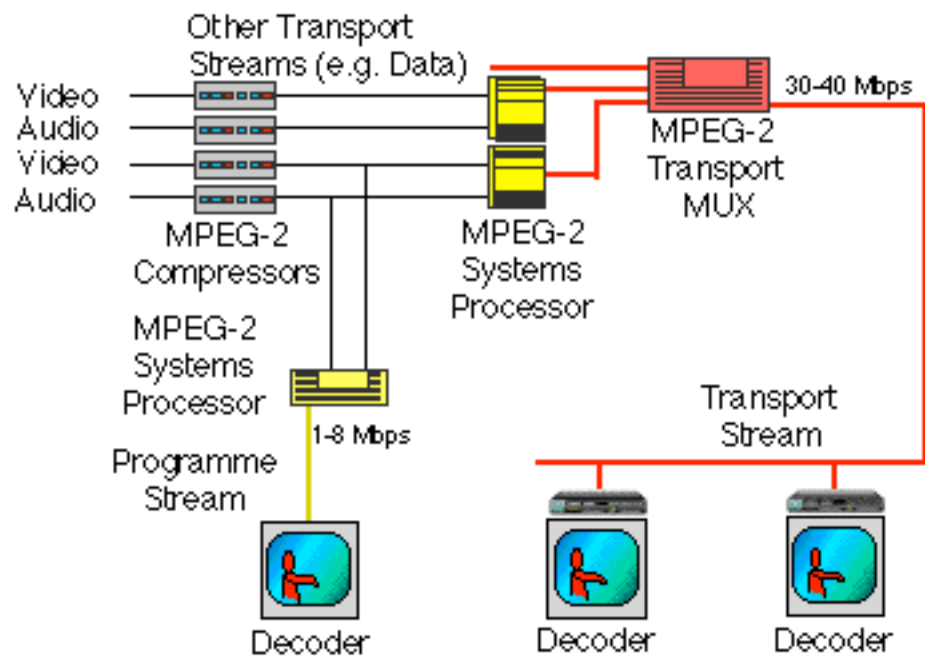 Other Transport
Streams (e.g. Data)
Video
Audio
Video
Audio
30-40 Mbps
MPEG-2
Transport
MUX
MPEG-2
Compressors
MPEG-2
Systems
Processor
MPEG-2
Systems
Processor
1-8 Mbps
Programme
Stream
Transport
Stream
Decoder
Decoder
Decoder